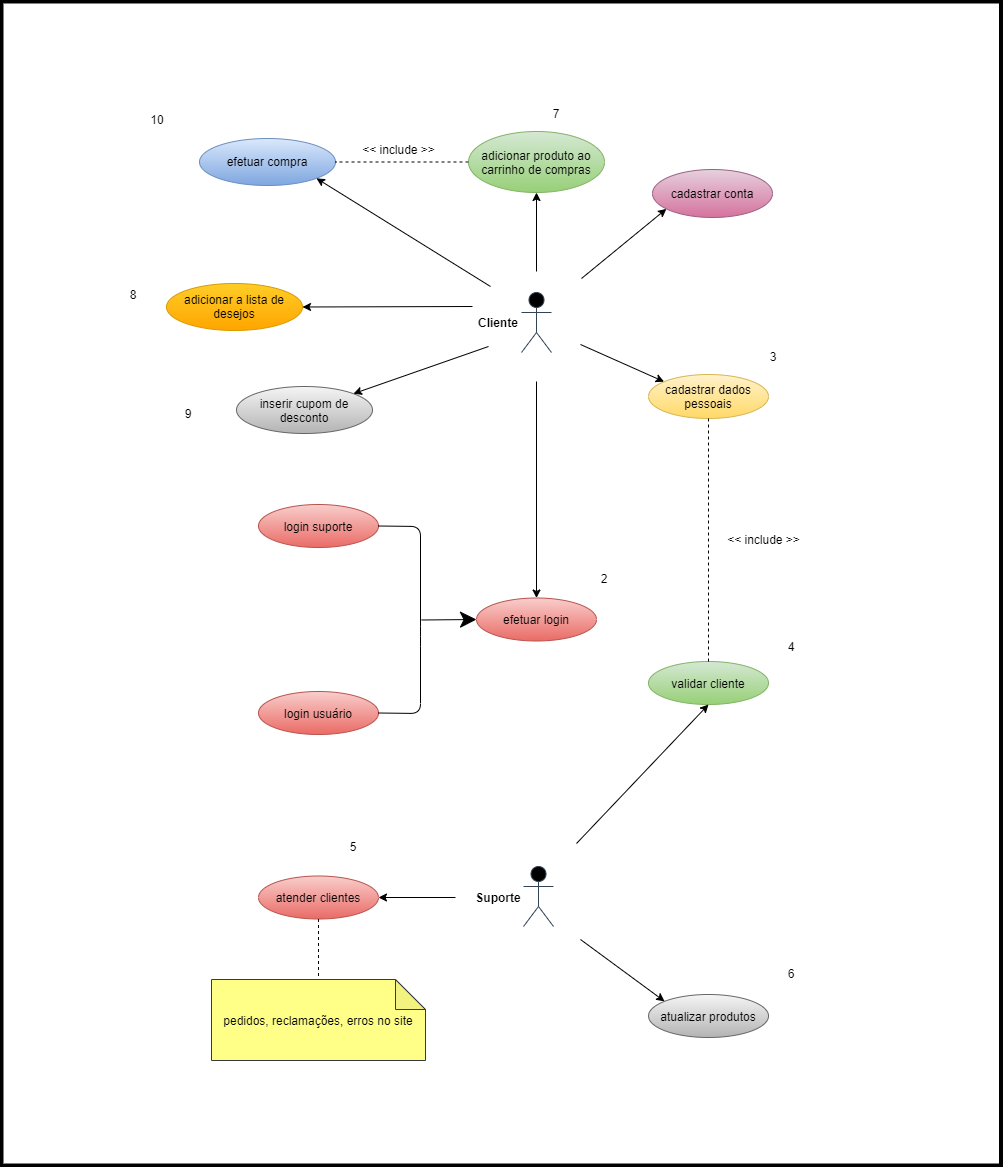 10
7
<< include >>
efetuar compra
adicionar produto ao
carrinho de compras
cadastrar conta
8
adicionar a lista de
desejos
Cliente
3
cadastrar dados
pessoais
9
inserir cupom de
desconto
login suporte
<< include >>
2
efetuar login
4
validar cliente
login usuário
5
atender clientes
Suporte
6
atualizar produtos
pedidos, reclamações, erros no site